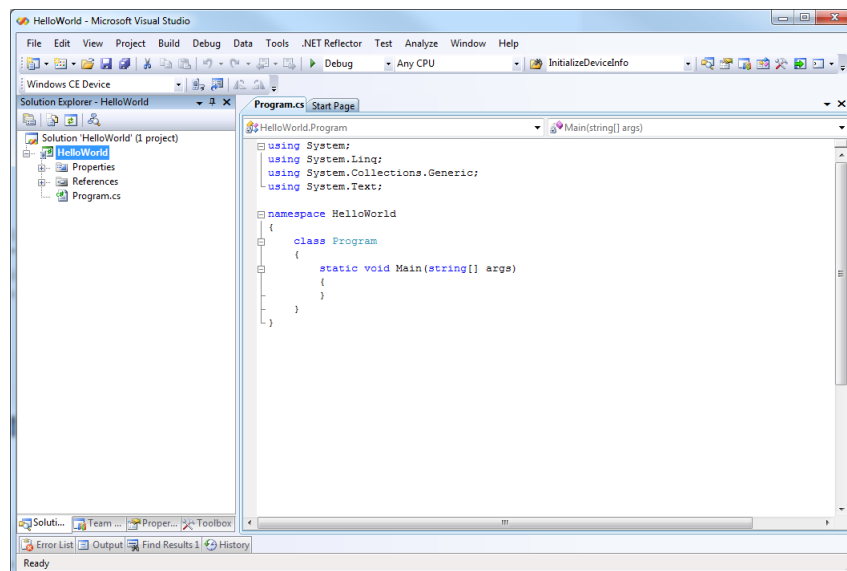 HelloWorld - Microsoft Visual Studio
File Edit View Project Build Debug Data Tools .NET Reflector Test Analyze Window Help
Debug Any CPU InitializeDeviceInfo
Windows CE Device
Solution Explorer - HelloWorld
Solution 'HelloWorld' (1 project)
HelloWorld
Properties
References
Program.cs
Program.cs Start Page
HelloWorld.Program Main(string[] args)
using System;
using System.Linq;
using System.Collections.Generic;
using System.Text;
namespace HelloWorld
{
class Program
{
static void Main(string[] args)
{
}
}
}
Soluti... Team ... Proper... Toolbox
Error List Output Find Results 1 History
Ready